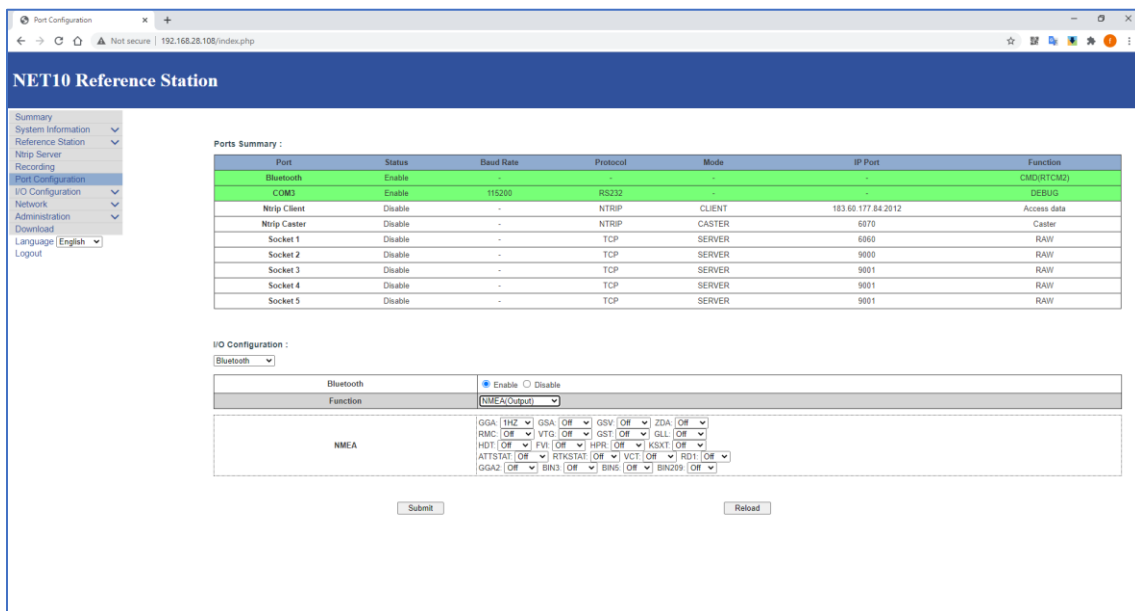 Port Configuration
Not secure | 192.168.28.108/index.php
NET10 Reference Station
Summary
System Information
Reference Station
Ntrip Server
Recording
Port Configuration
I/O Configuration
Network
Administration
Download
Language English
Logout
Ports Summary :
Port Status Baud Rate Protocol Mode IP Port Function
Bluetooth Enable - - - - CMD(RTCM2)
COM3 Enable 115200 RS232 - - DEBUG
Ntrip Client Disable - NTRIP CLIENT 183.60.177.84:2012 Access data
Ntrip Caster Disable - NTRIP CASTER 6070 Caster
Socket 1 Disable - TCP SERVER 6060 RAW
Socket 2 Disable - TCP SERVER 9000 RAW
Socket 3 Disable - TCP SERVER 9001 RAW
Socket 4 Disable - TCP SERVER 9001 RAW
Socket 5 Disable - TCP SERVER 9001 RAW
I/O Configuration :
Bluetooth
Bluetooth Enable Disable
Function NMEA(Output)
NMEA
GGA: 1HZ GSA: Off GSV: Off ZDA: Off
RMC: Off VTG: Off GST: Off GLL: Off
HDT: Off FVI: Off HPR: Off KSXT: Off
ATTSTAT: Off RTKSTAT: Off VCT: Off RD1: Off
GGA2: Off BIN3: Off BIN5: Off BIN209: Off
Submit Reload